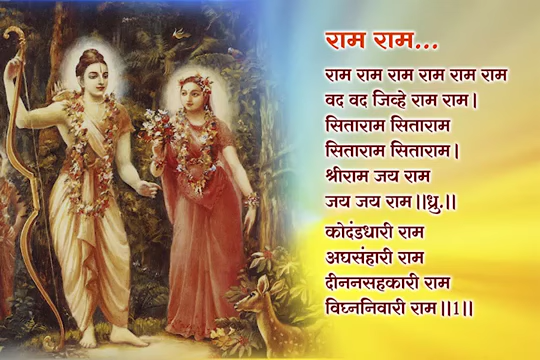 राम राम...
राम राम राम राम राम राम
वद वद जिव्हे राम राम।
सिताराम सिताराम
सिताराम सिताराम।
श्रीराम जय राम
जय जय राम॥ध्रु.॥
कोदंडधारी राम
अघसंहारी राम
दीननसहकारी राम
विघ्ननिवारी राम॥1॥